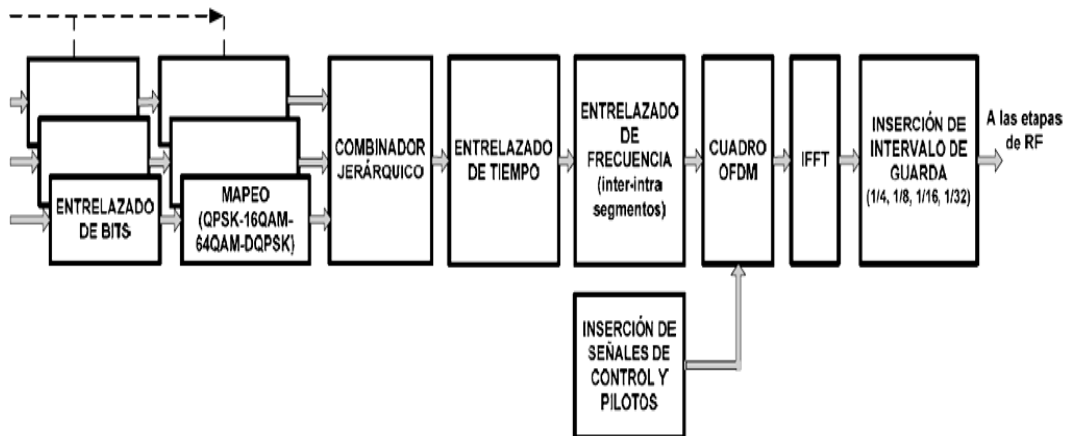 ENTRELAZADO
DE BITS
MAPEO
(QPSK-16QAM-
64QAM-DQPSK)
COMBINADOR
JERÁRQUICO
ENTRELAZADO
DE TIEMPO
ENTRELAZADO
DE
FRECUENCIA
(inter-intra
segmentos)
CUADRO
OFDM
IFFT
INSERCIÓN DE
INTERVALO DE
GUARDA
(1/4, 1/8, 1/16, 1/32)
A las etapas
de RF
INSERCIÓN DE
SEÑALES DE
CONTROL Y
PILOTOS